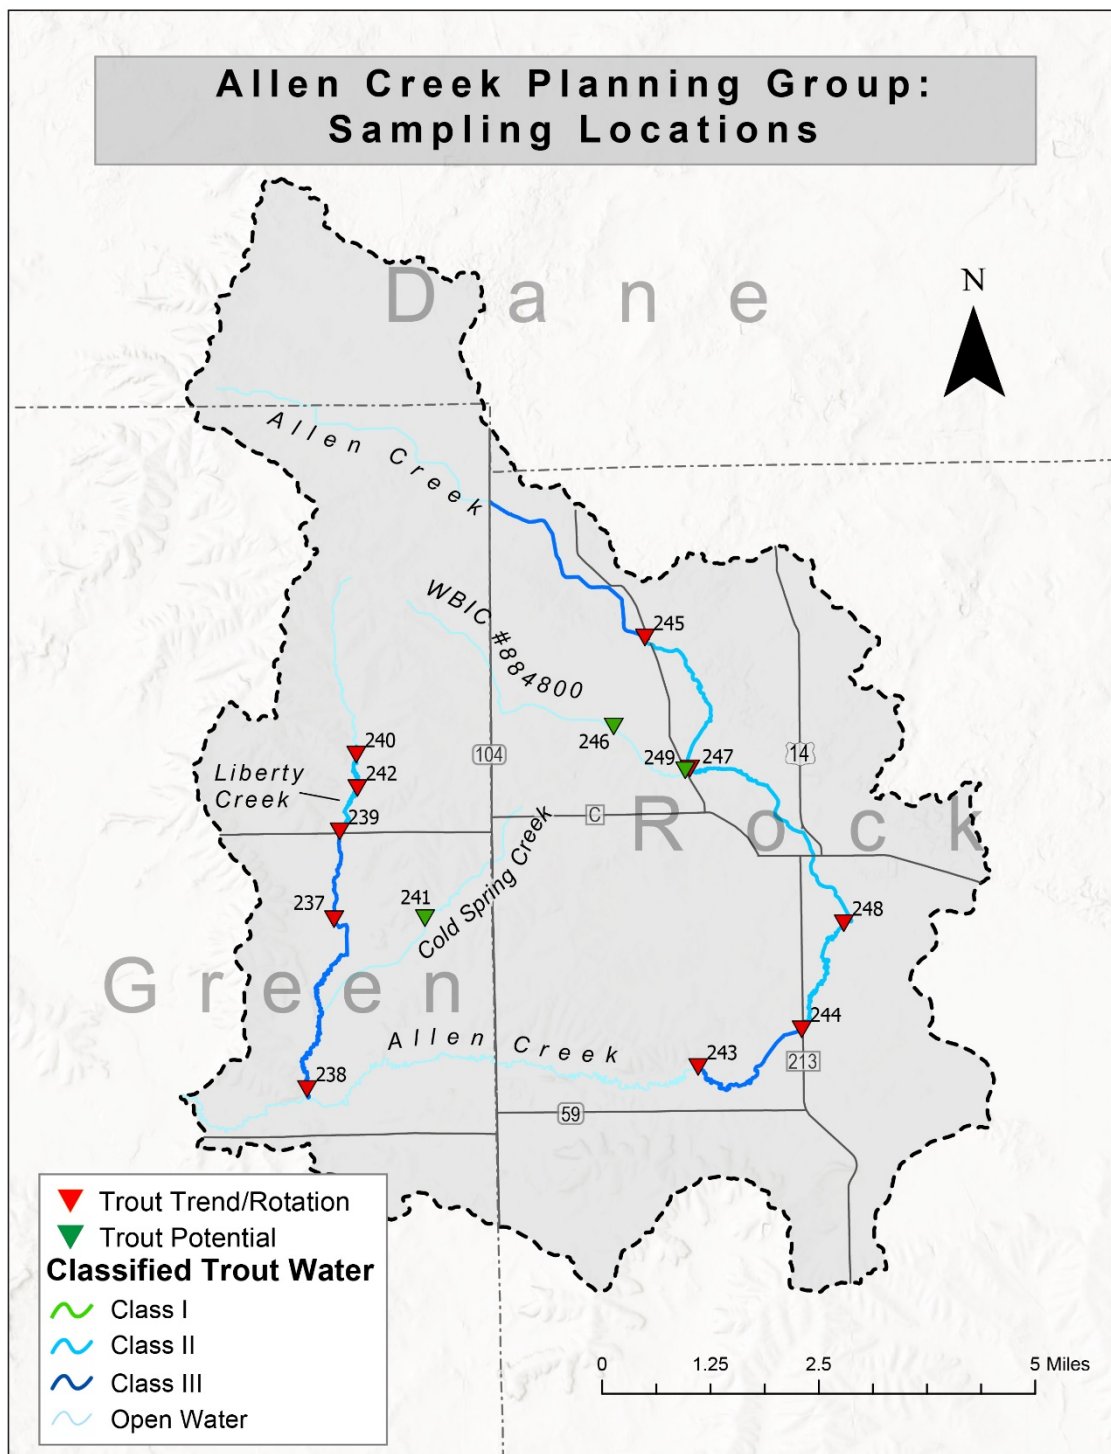 Allen Creek Planning Group:
Sampling Locations
Dane
N
Allen Creek
WBIC #884800
245
246
249
247
240
242
Liberty
Creek
239
104
14
C
Rock
Cold Spring Creek
241
237
248
Green
Allen Creek
244
243
213
238
59
Trout Trend/Rotation
Trout Potential
Classified Trout Water
Class I
Class II
Class III
Open Water
0 1.25 2.5 5 Miles